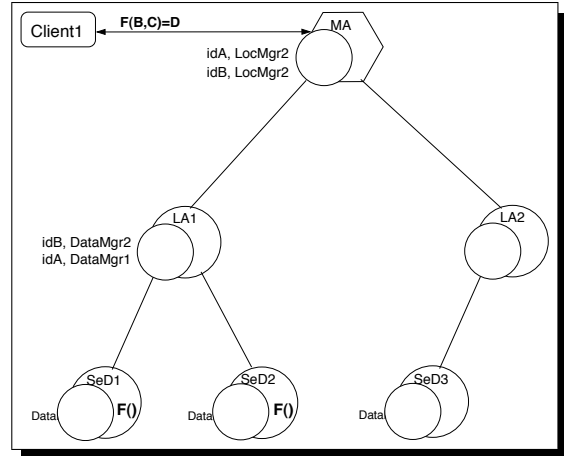 Client1
F(B,C)=D
MA
idA, LocMgr2
idB, LocMgr2
LA1
LA2
idB, DataMgr2
idA, DataMgr1
SeD1
SeD2
SeD3
Data
F()
Data
F()
Data